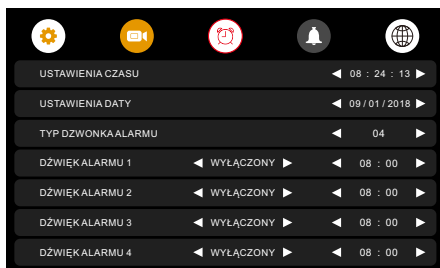 USTAWIENIA CZASU ◀ 08 : 24 : 13 ▶
USTAWIENIA DATY ◀ 09 / 01 / 2018 ▶
TYP DZWONKA ALARMU ◀ 04 ▶
DŹWIĘK ALARMU 1 ◀ WYŁĄCZONY ▶ ◀ 08 : 00 ▶
DŹWIĘK ALARMU 2 ◀ WYŁĄCZONY ▶ ◀ 08 : 00 ▶
DŹWIĘK ALARMU 3 ◀ WYŁĄCZONY ▶ ◀ 08 : 00 ▶
DŹWIĘK ALARMU 4 ◀ WYŁĄCZONY ▶ ◀ 08 : 00 ▶